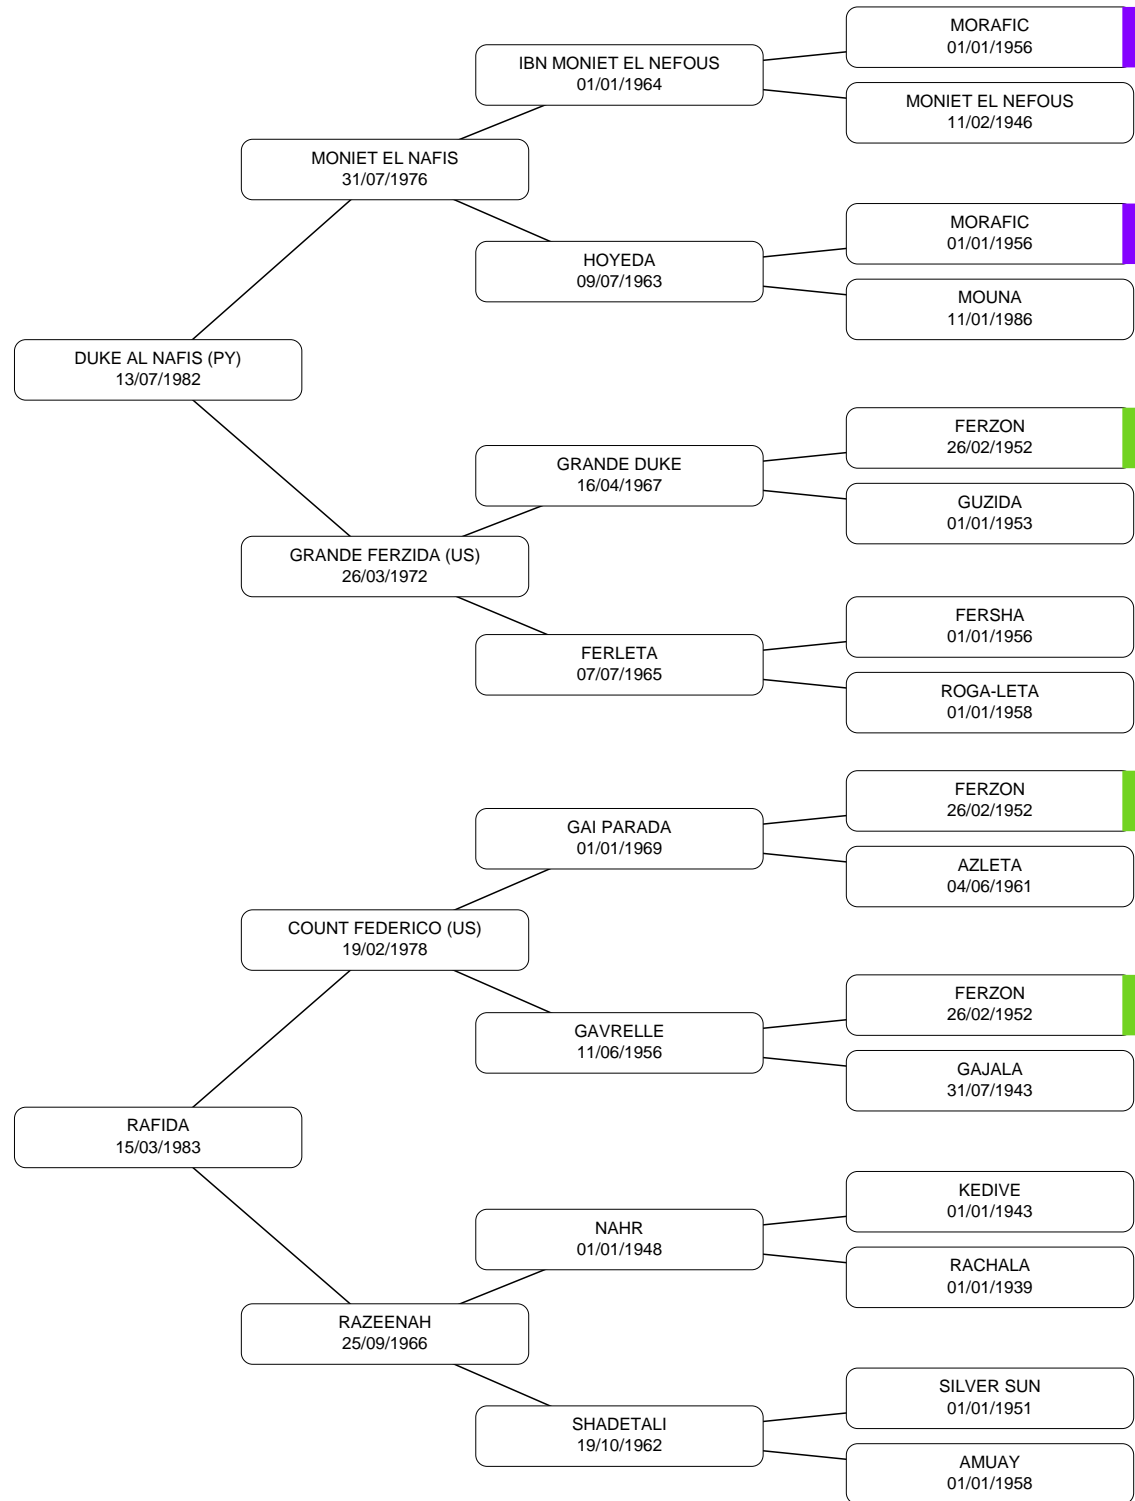 MORAFIC
01/01/1956
IBN MONIET EL NEFOUS
01/01/1964
MONIET EL NEFOUS
11/02/1946
MONIET EL NAFIS
31/07/1976
MORAFIC
01/01/1956
HOYEDA
09/07/1963
MOUNA
11/01/1986
DUKE AL NAFIS (PY)
13/07/1982
FERZON
26/02/1952
GRANDE DUKE
16/04/1967
GUZIDA
01/01/1953
GRANDE FERZIDA (US)
26/03/1972
FERSHA
01/01/1956
FERLETA
07/07/1965
ROGA-LETA
01/01/1958
FERZON
26/02/1952
GAI PARADA
01/01/1969
AZLETA
04/06/1961
COUNT FEDERICO (US)
19/02/1978
FERZON
26/02/1952
GAVRELLE
11/06/1956
GAJALA
31/07/1943
RAFIDA
15/03/1983
KEDIVE
01/01/1943
NAHR
01/01/1948
RACHALA
01/01/1939
RAZEENAH
25/09/1966
SILVER SUN
01/01/1951
SHADETALI
19/10/1962
AMUAY
01/01/1958